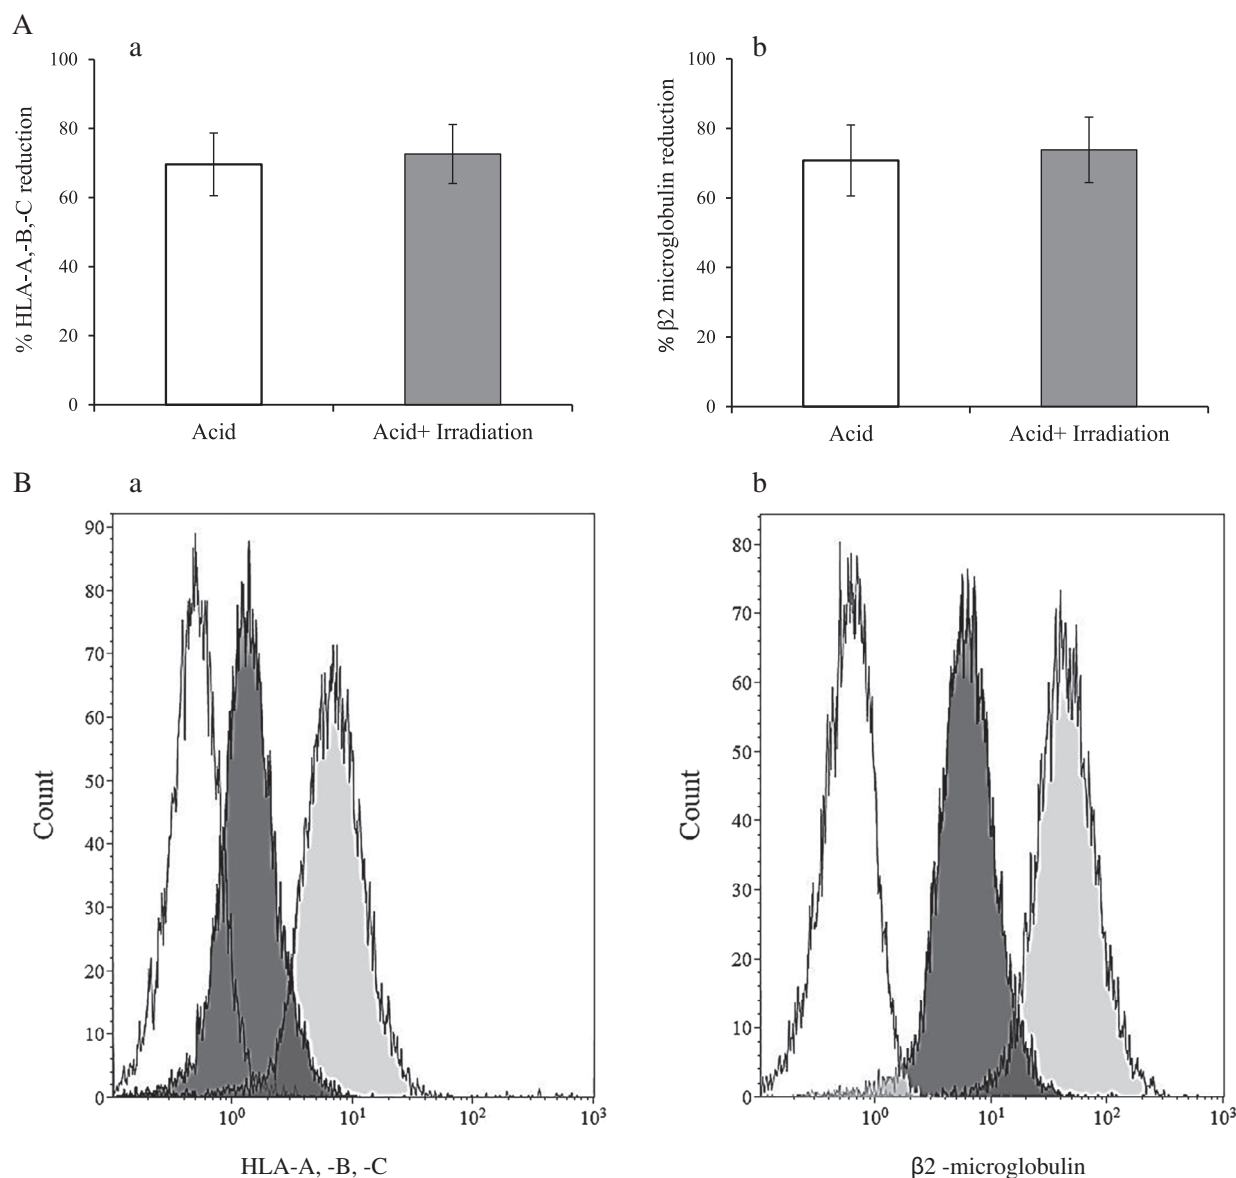 A
a
% HLA-A,-B,-C reduction
100
80
60
40
20
0
Acid
Acid+ Irradiation
b
% β2 microglobulin reduction
100
80
60
40
20
0
Acid
Acid+ Irradiation
B
a
Count
90
80
70
60
50
40
30
20
10
0
10⁰
10¹
10²
10³
HLA-A, -B, -C
b
Count
80
70
60
50
40
30
20
10
0
10⁰
10¹
10²
10³
β2 -microglobulin